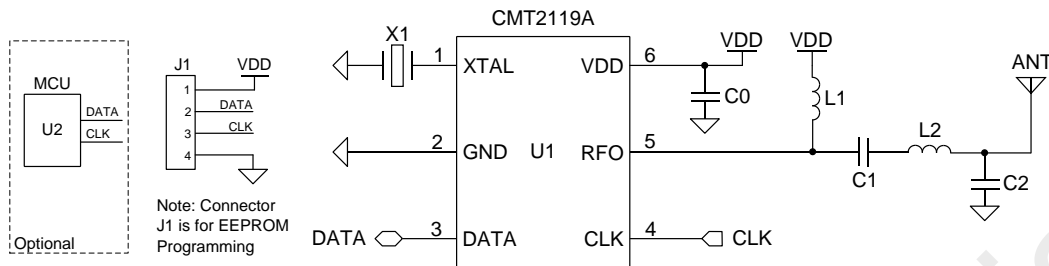 CMT2119A
MCU
U2
DATA
CLK
Optional
J1
VDD
1
2
DATA
3
CLK
4
Note: Connector
J1 is for EEPROM
Programming
X1
1
XTAL
2
GND
DATA
3
DATA
U1
VDD
6
VDD
C0
RFO
5
VDD
L1
C1
L2
C2
ANT
CLK
4
CLK